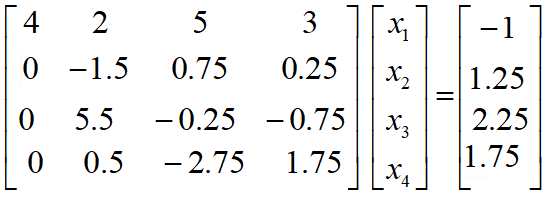 4 2 5 3 x₁ −1
0 −1.5 0.75 0.25 x₂ 1.25
0 5.5 −0.25 −0.75 x₃ = 2.25
0 0.5 −2.75 1.75 x₄ 1.75